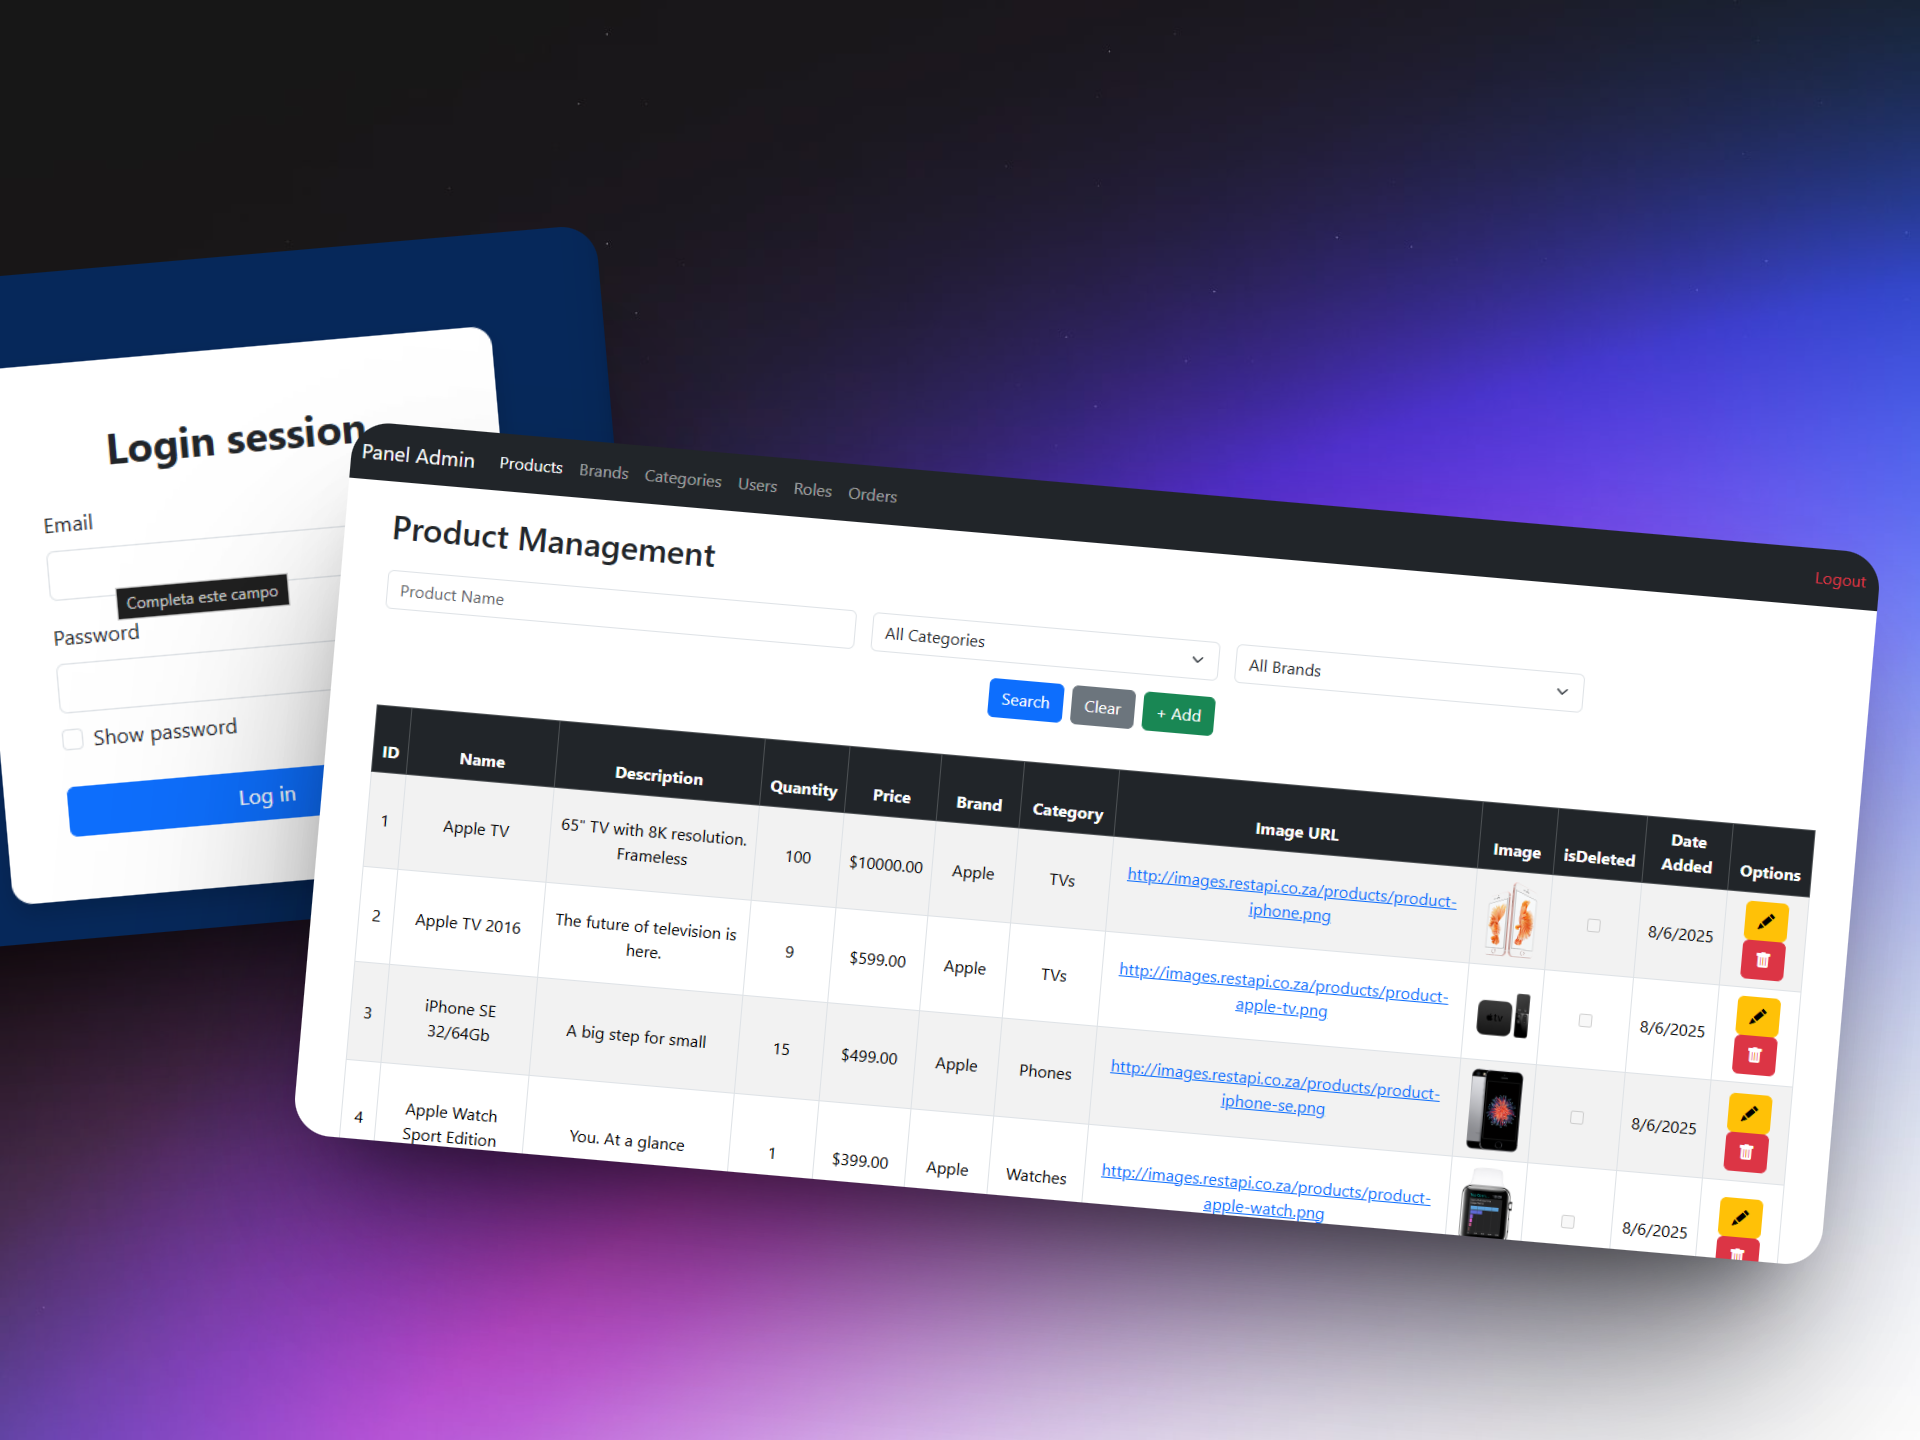 Login session
Email
Completa este campo
Password
Show password
Log in
Panel Admin Products Brands Categories Users Roles Orders Logout
Product Management
Product Name
All Categories
All Brands
Search Clear + Add
ID Name Description Quantity Price Brand Category Image URL Image isDeleted Date Added Options
1 Apple TV 65" TV with 8K resolution. Frameless 100 $10000.00 Apple TVs http://images.restapi.co.za/products/product-iphone.png 8/6/2025
2 Apple TV 2016 The future of television is here. 9 $599.00 Apple TVs http://images.restapi.co.za/products/product-apple-tv.png tv 8/6/2025
3 iPhone SE 32/64Gb A big step for small 15 $499.00 Apple Phones http://images.restapi.co.za/products/product-iphone-se.png 8/6/2025
4 Apple Watch Sport Edition You. At a glance 1 $399.00 Apple Watches http://images.restapi.co.za/products/product-apple-watch.png 8/6/2025